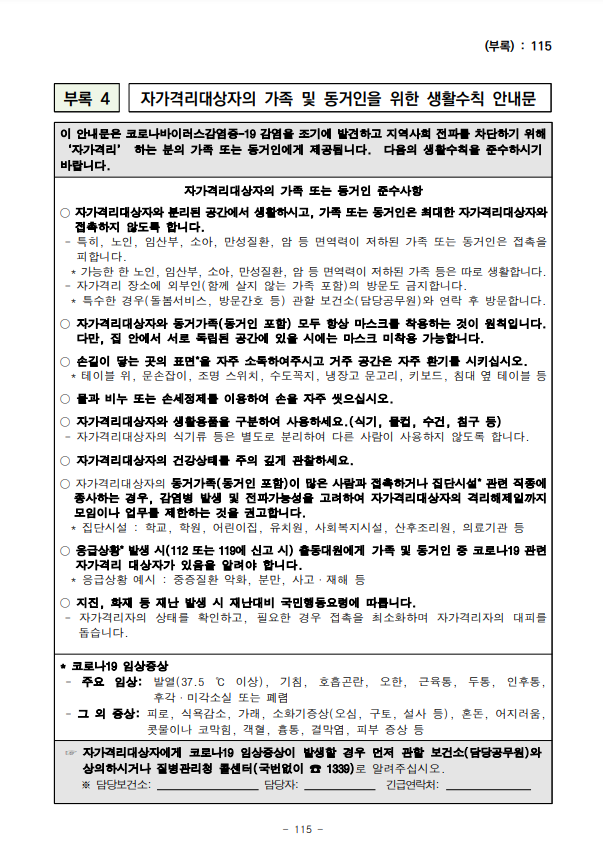 (부록) : 115
부록 4
자가격리대상자의 가족 및 동거인을 위한 생활수칙 안내문
이 안내문은 코로나바이러스감염증-19 감염을 조기에 발견하고 지역사회 전파를 차단하기 위해
‘자가격리’ 하는 분의 가족 또는 동거인에게 제공됩니다. 다음의 생활수칙을 준수하시기
바랍니다.
자가격리대상자의 가족 또는 동거인 준수사항
○ 자가격리대상자와 분리된 공간에서 생활하시고, 가족 또는 동거인은 최대한 자가격리대상자와
접촉하지 않도록 합니다.
- 특히, 노인, 임산부, 소아, 만성질환, 암 등 면역력이 저하된 가족 또는 동거인은 접촉을
피합니다.
* 가능한 한 노인, 임산부, 소아, 만성질환, 암 등 면역력이 저하된 가족 등은 따로 생활합니다.
- 자가격리 장소에 외부인(함께 살지 않는 가족 포함)의 방문도 금지합니다.
* 특수한 경우(돌봄서비스, 방문간호 등) 관할 보건소(담당공무원)와 연락 후 방문합니다.
○ 자가격리대상자와 동거가족(동거인 포함) 모두 항상 마스크를 착용하는 것이 원칙입니다.
다만, 집 안에서 서로 독립된 공간에 있을 시에는 마스크 미착용 가능합니다.
○ 손길이 닿는 곳의 표면*을 자주 소독하여주시고 거주 공간은 자주 환기를 시키십시오.
* 테이블 위, 문손잡이, 조명 스위치, 수도꼭지, 냉장고 문고리, 키보드, 침대 옆 테이블 등
○ 물과 비누 또는 손세정제를 이용하여 손을 자주 씻으십시오.
○ 자가격리대상자와 생활용품을 구분하여 사용하세요.(식기, 물컵, 수건, 침구 등)
- 자가격리대상자의 식기류 등은 별도로 분리하여 다른 사람이 사용하지 않도록 합니다.
○ 자가격리대상자의 건강상태를 주의 깊게 관찰하세요.
○ 자가격리대상자의 동거가족(동거인 포함)이 많은 사람과 접촉하거나 집단시설* 관련 직종에
종사하는 경우, 감염병 발생 및 전파가능성을 고려하여 자가격리대상자의 격리해제일까지
모임이나 업무를 제한하는 것을 권고합니다.
* 집단시설 : 학교, 학원, 어린이집, 유치원, 사회복지시설, 산후조리원, 의료기관 등
○ 응급상황* 발생 시(112 또는 119에 신고 시) 출동대원에게 가족 및 동거인 중 코로나19 관련
자가격리 대상자가 있음을 알려야 합니다.
* 응급상황 예시 : 중증질환 악화, 분만, 사고·재해 등
○ 지진, 화재 등 재난 발생 시 재난대비 국민행동요령에 따릅니다.
- 자가격리자의 상태를 확인하고, 필요한 경우 접촉을 최소화하며 자가격리자의 대피를
돕습니다.
★ 코로나19 임상증상
- 주요 임상: 발열(37.5 ℃ 이상), 기침, 호흡곤란, 오한, 근육통, 두통, 인후통,
후각·미각소실 또는 폐렴
- 그 외 증상: 피로, 식욕감소, 가래, 소화기증상(오심, 구토, 설사 등), 혼돈, 어지러움,
콧물이나 코막힘, 객혈, 흉통, 결막염, 피부 증상 등
☞ 자가격리대상자에게 코로나19 임상증상이 발생할 경우 먼저 관할 보건소(담당공무원)와
상의하시거나 질병관리청 콜센터(국번없이 ☎ 1339)로 알려주십시오.
※ 담당보건소: ____________ 담당자: __________ 긴급연락처: ____________
- 115 -